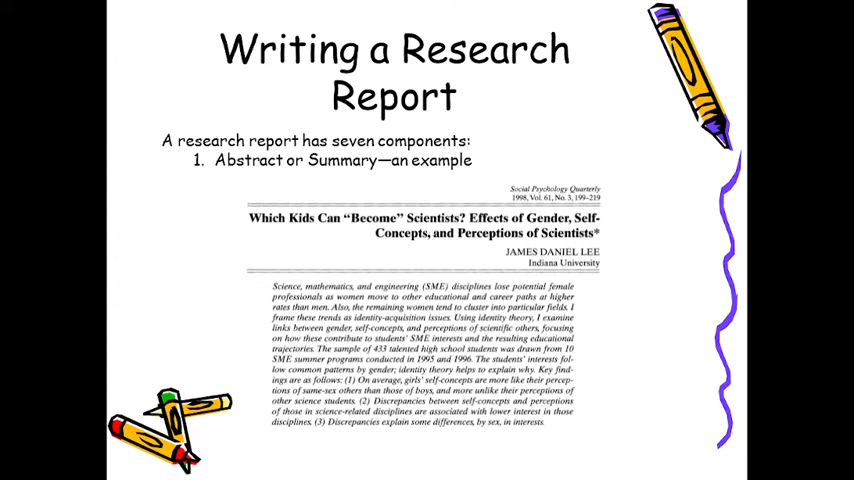 Writing a Research
Report
A research report has seven components:
1. Abstract or Summary—an example
Social Psychology Quarterly
1998, Vol. 61, No. 3, 199–219
Which Kids Can “Become” Scientists? Effects of Gender, Self-
Concepts, and Perceptions of Scientists*
JAMES DANIEL LEE
Indiana University
Science, mathematics, and engineering (SME) disciplines lose potential female
professionals as women move to other educational and career paths at higher
rates than men. Also, the remaining women tend to cluster into particular fields. I
frame these trends as identity-acquisition issues. Using identity theory, I examine
links between gender, self-concepts, and perceptions of scientific others, focusing
on how these contribute to students' SME interests and the resulting educational
trajectories. The sample of 433 talented high school students was drawn from 10
SME summer programs conducted in 1995 and 1996. The students' interests fol-
low common patterns by gender; identity theory helps to explain why. Key find-
ings are as follows: (1) On average, girls' self-concepts are more like their percep-
tions of same-sex others than those of boys, and more unlike their perceptions of
other science students. (2) Discrepancies between self-concepts and perceptions
of those in science-related disciplines are associated with lower interest in those
disciplines. (3) Discrepancies explain some differences, by sex, in interests.